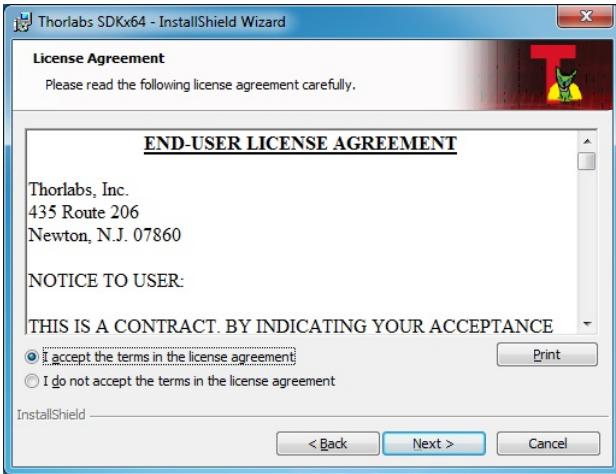 Thorlabs SDKx64 - InstallShield Wizard
License Agreement
Please read the following license agreement carefully.
END-USER LICENSE AGREEMENT
Thorlabs, Inc.
435 Route 206
Newton, N.J. 07860
NOTICE TO USER:
THIS IS A CONTRACT. BY INDICATING YOUR ACCEPTANCE
I accept the terms in the license agreement
Print
I do not accept the terms in the license agreement
InstallShield
< Back
Next >
Cancel